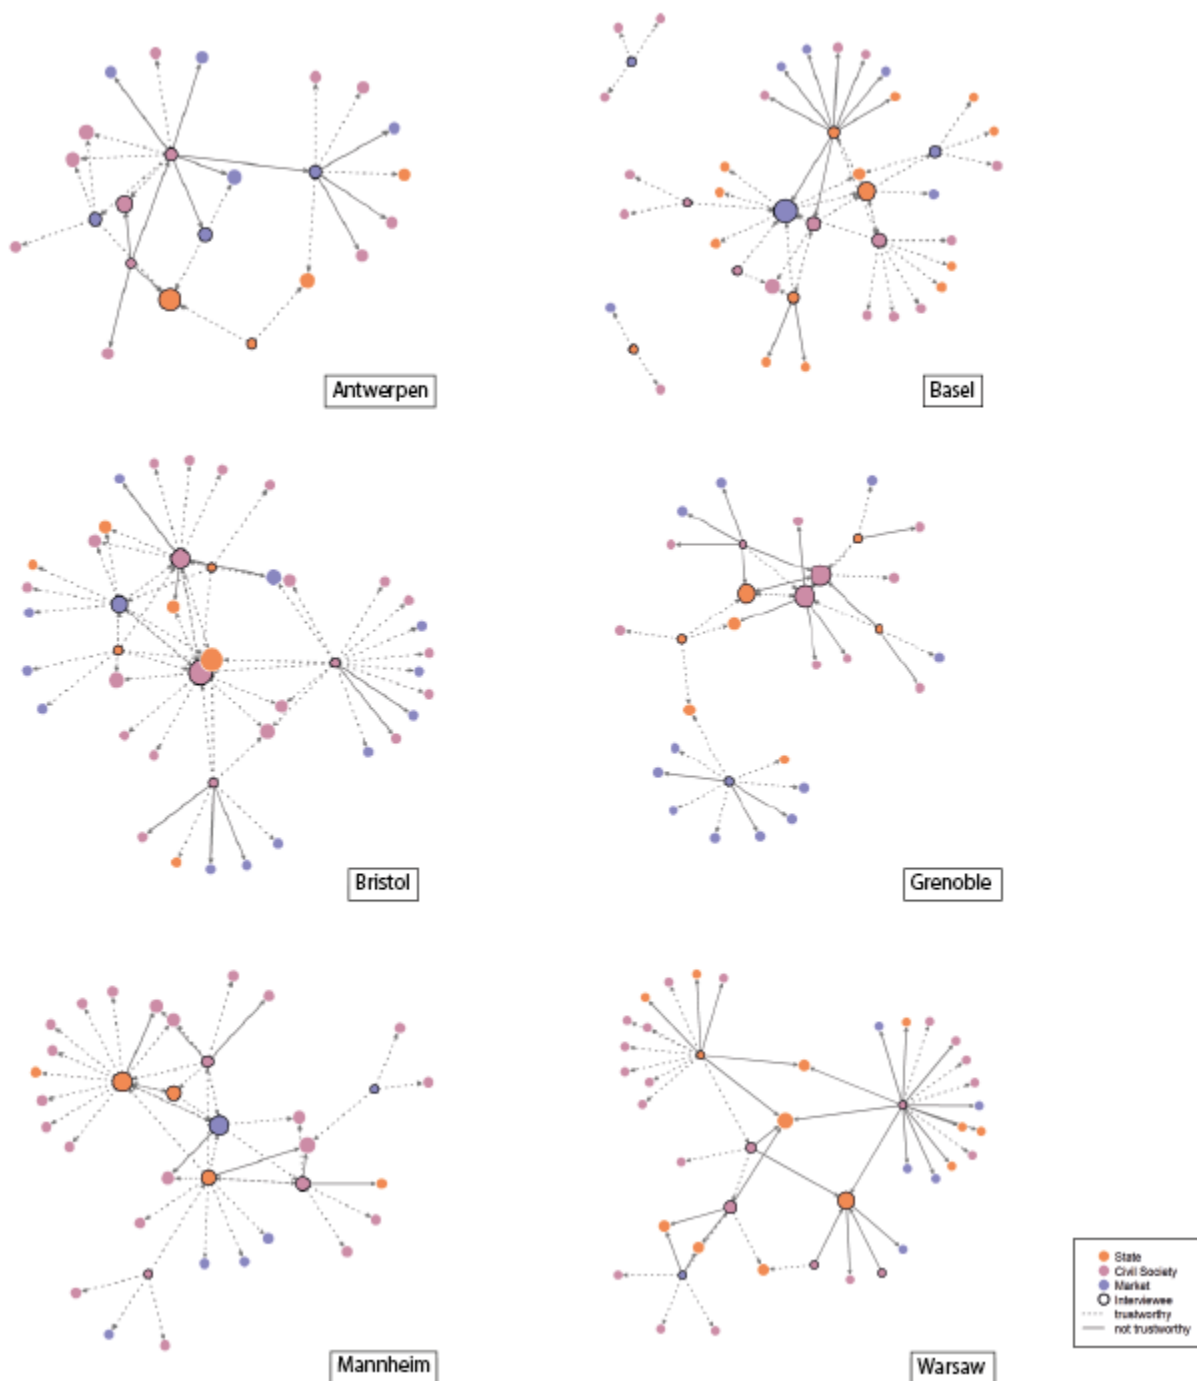 Antwerpen
Basel
Bristol
Grenoble
Mannheim
Warsaw
State
Civil Society
Market
Interviewee
trustworthy
not trustworthy